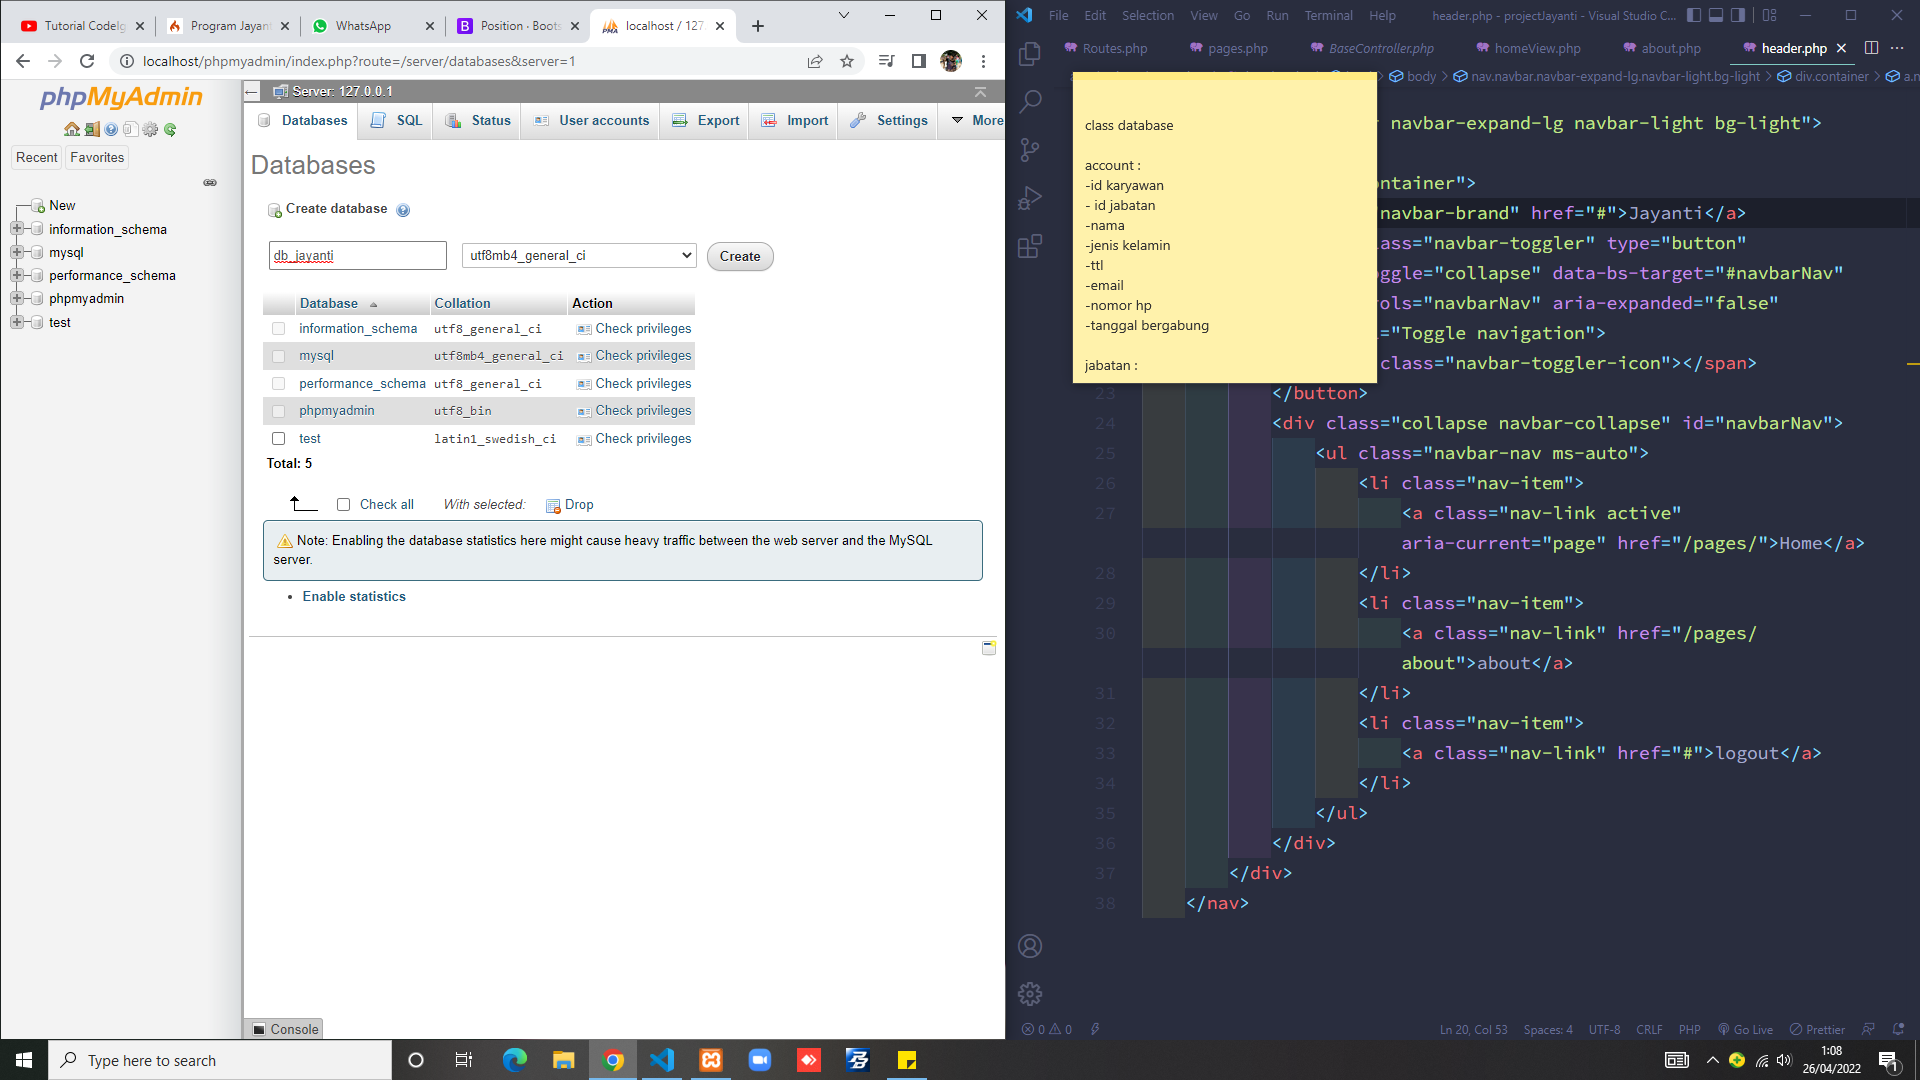 Tutorial CodeIg
Program Jayant
WhatsApp
Position · Boots
localhost / 127.
localhost/phpmyadmin/index.php?route=/server/databases&server=1
phpMyAdmin
Recent
Favorites
New
information_schema
mysql
performance_schema
phpmyadmin
test
Server: 127.0.0.1
Databases
SQL
Status
User accounts
Export
Import
Settings
More
Databases
Create database
db_jayanti
utf8mb4_general_ci
Create
Database Collation Action
information_schema utf8_general_ci Check privileges
mysql utf8mb4_general_ci Check privileges
performance_schema utf8_general_ci Check privileges
phpmyadmin utf8_bin Check privileges
test latin1_swedish_ci Check privileges
Total: 5
Check all With selected: Drop
Note: Enabling the database statistics here might cause heavy traffic between the web server and the MySQL
server.
Enable statistics
Console
File Edit Selection View Go Run Terminal Help
header.php - projectJayanti - Visual Studio C...
Routes.php
pages.php
BaseController.php
homeView.php
about.php
header.php
body
nav.navbar.navbar-expand-lg.navbar-light.bg-light
div.container
a.n
class database
account :
-id karyawan
- id jabatan
-nama
-jenis kelamin
-ttl
-email
-nomor hp
-tanggal bergabung
jabatan :
navbar-expand-lg navbar-light bg-light">
ntainer">
navbar-brand" href="#">Jayanti</a>
lass="navbar-toggler" type="button"
ggle="collapse" data-bs-target="#navbarNav"
rols="navbarNav" aria-expanded="false"
="Toggle navigation">
class="navbar-toggler-icon"></span>
23 </button>
24 <div class="collapse navbar-collapse" id="navbarNav">
25 <ul class="navbar-nav ms-auto">
26 <li class="nav-item">
27 <a class="nav-link active"
aria-current="page" href="/pages/">Home</a>
28 </li>
29 <li class="nav-item">
30 <a class="nav-link" href="/pages/
about">about</a>
31 </li>
32 <li class="nav-item">
33 <a class="nav-link" href="#">logout</a>
34 </li>
35 </ul>
36 </div>
37 </div>
38 </nav>
0 0
Ln 20, Col 53
Spaces: 4
UTF-8
CRLF
PHP
Go Live
Prettier
Type here to search
1:08
26/04/2022
1